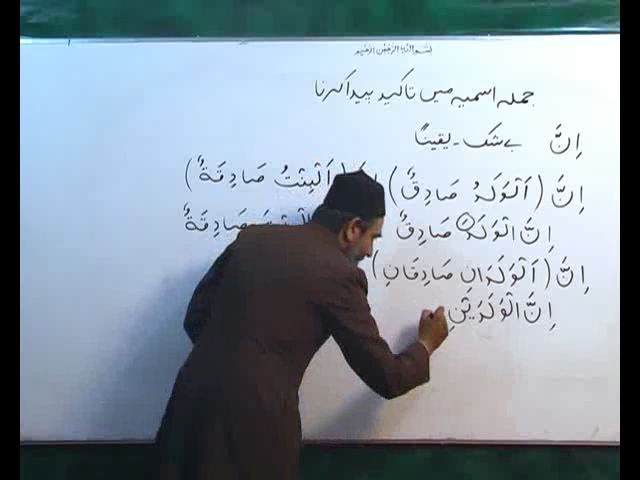 بسم اللہ الرحمٰن الرحیم
جملہ اسمیہ میں تاکید پیدا کرنا
اِنَّ بے شک ۔ یقیناً
اِنَّ (اَلْوَلَدُ صَادِقٌ) (اَلْبِنْتُ صَادِقَةٌ)
اِنَّ الْوَلَدَ صَادِقٌ صَادِقَةٌ
اِنَّ (اَلْوَلَدَانِ صَادِقَانِ)
اِنَّ الْوَلَدَيْنِ